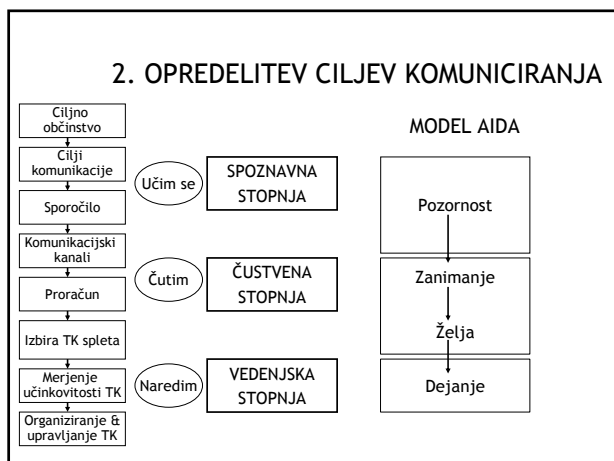 2. OPREDELITEV CILJEV KOMUNICIRANJA
Ciljno
občinstvo
Cilji
komunikacije
Sporočilo
Komunikacijski
kanali
Proračun
Izbira TK spleta
Merjenje
učinkovitosti TK
Organiziranje &
upravljanje TK
Učim se
Čutim
Naredim
SPOZNAVNA
STOPNJA
ČUSTVENA
STOPNJA
VEDENJSKA
STOPNJA
MODEL AIDA
Pozornost
Zanimanje
Želja
Dejanje